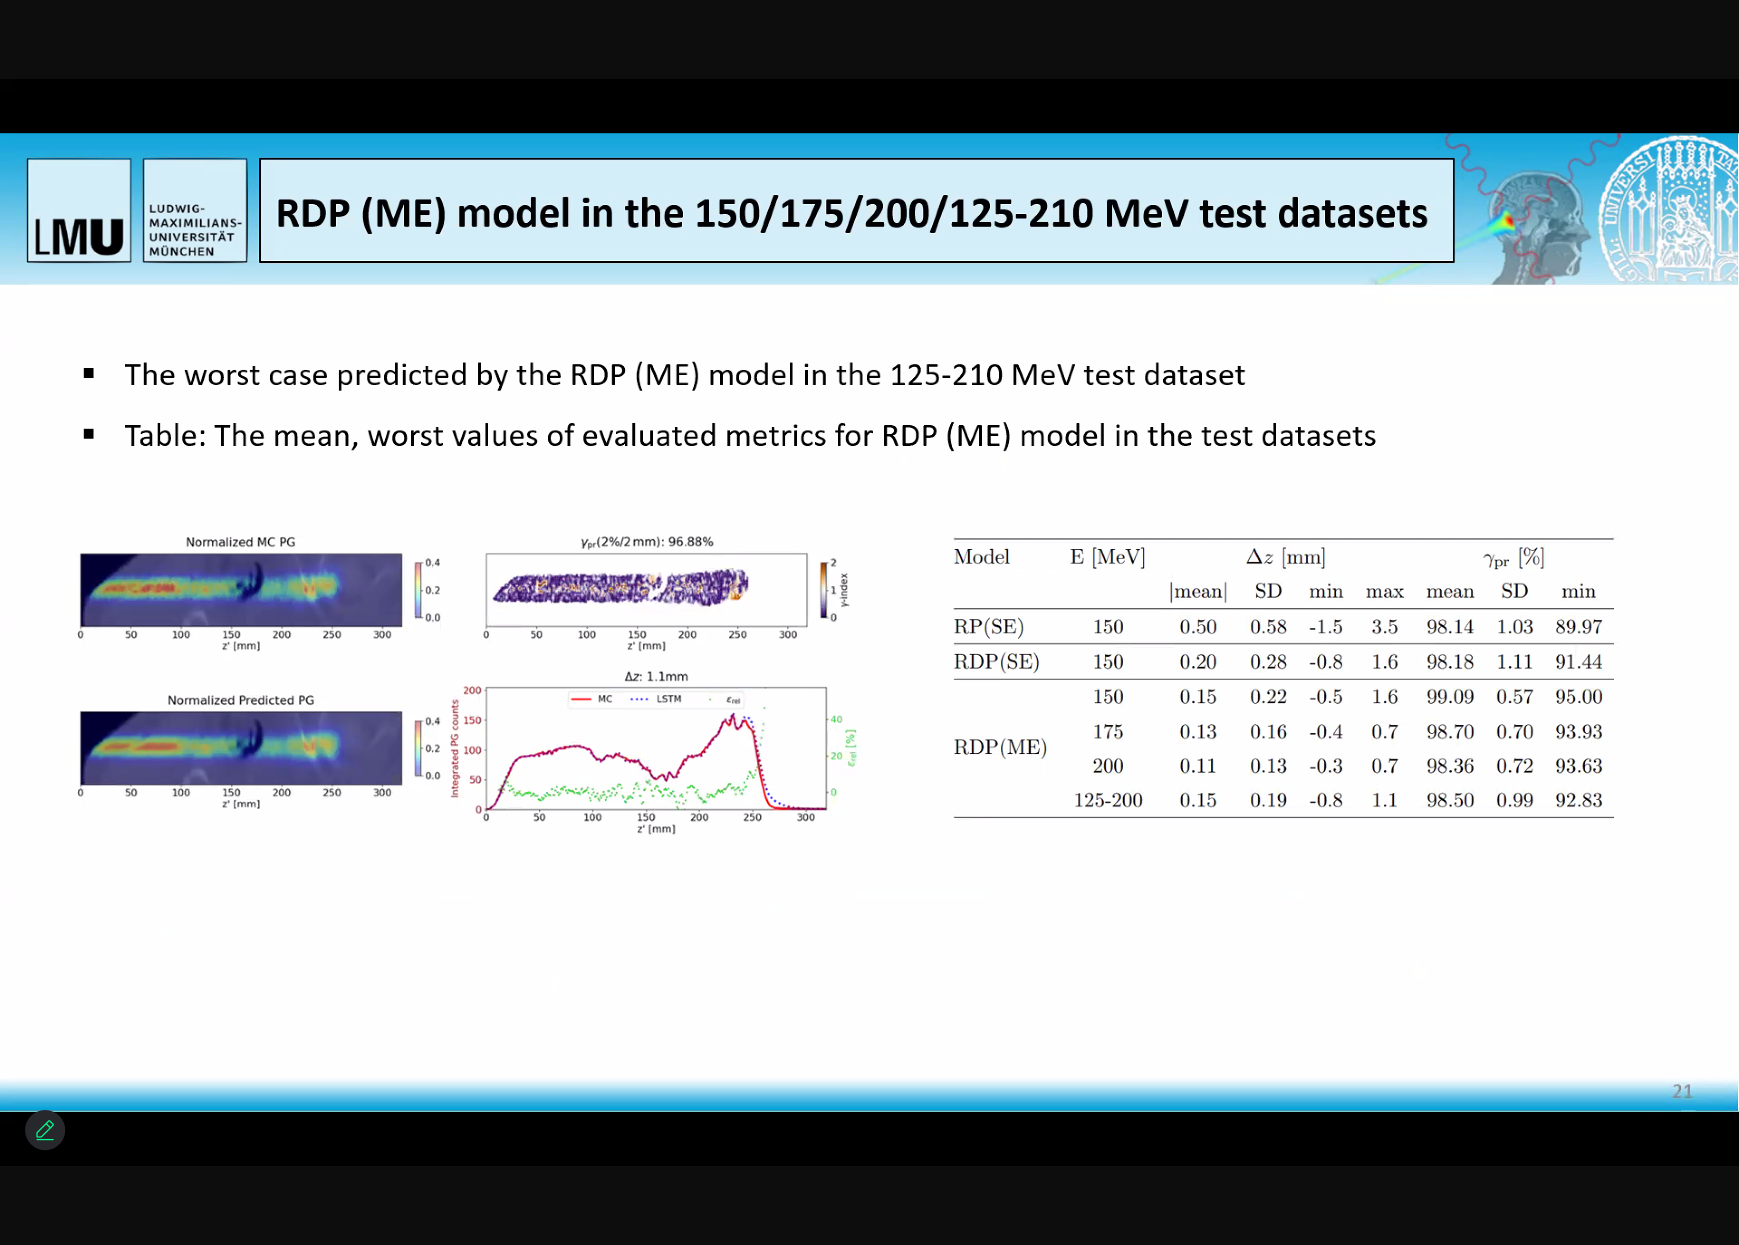 LMU
LUDWIG-
MAXIMILIANS-
UNIVERSITÄT
MÜNCHEN
RDP (ME) model in the 150/175/200/125-210 MeV test datasets
▪ The worst case predicted by the RDP (ME) model in the 125-210 MeV test dataset
▪ Table: The mean, worst values of evaluated metrics for RDP (ME) model in the test datasets
Normalized MC PG
0.4
0.2
0.0
0 50 100 150 200 250 300
z' [mm]
γpr(2%/2 mm): 96.88%
2
1
0
γ-index
0 50 100 150 200 250 300
z' [mm]
Normalized Predicted PG
0.4
0.2
0.0
0 50 100 150 200 250 300
z' [mm]
Δz: 1.1mm
MC LSTM εrel
200
150
100
50
0
Integrated PG counts
40
20
0
εrel [%]
0 50 100 150 200 250 300
z' [mm]
Model E [MeV] Δz [mm] γpr [%]
|mean| SD min max mean SD min
RP(SE) 150 0.50 0.58 -1.5 3.5 98.14 1.03 89.97
RDP(SE) 150 0.20 0.28 -0.8 1.6 98.18 1.11 91.44
150 0.15 0.22 -0.5 1.6 99.09 0.57 95.00
175 0.13 0.16 -0.4 0.7 98.70 0.70 93.93
RDP(ME)
200 0.11 0.13 -0.3 0.7 98.36 0.72 93.63
125-200 0.15 0.19 -0.8 1.1 98.50 0.99 92.83
21